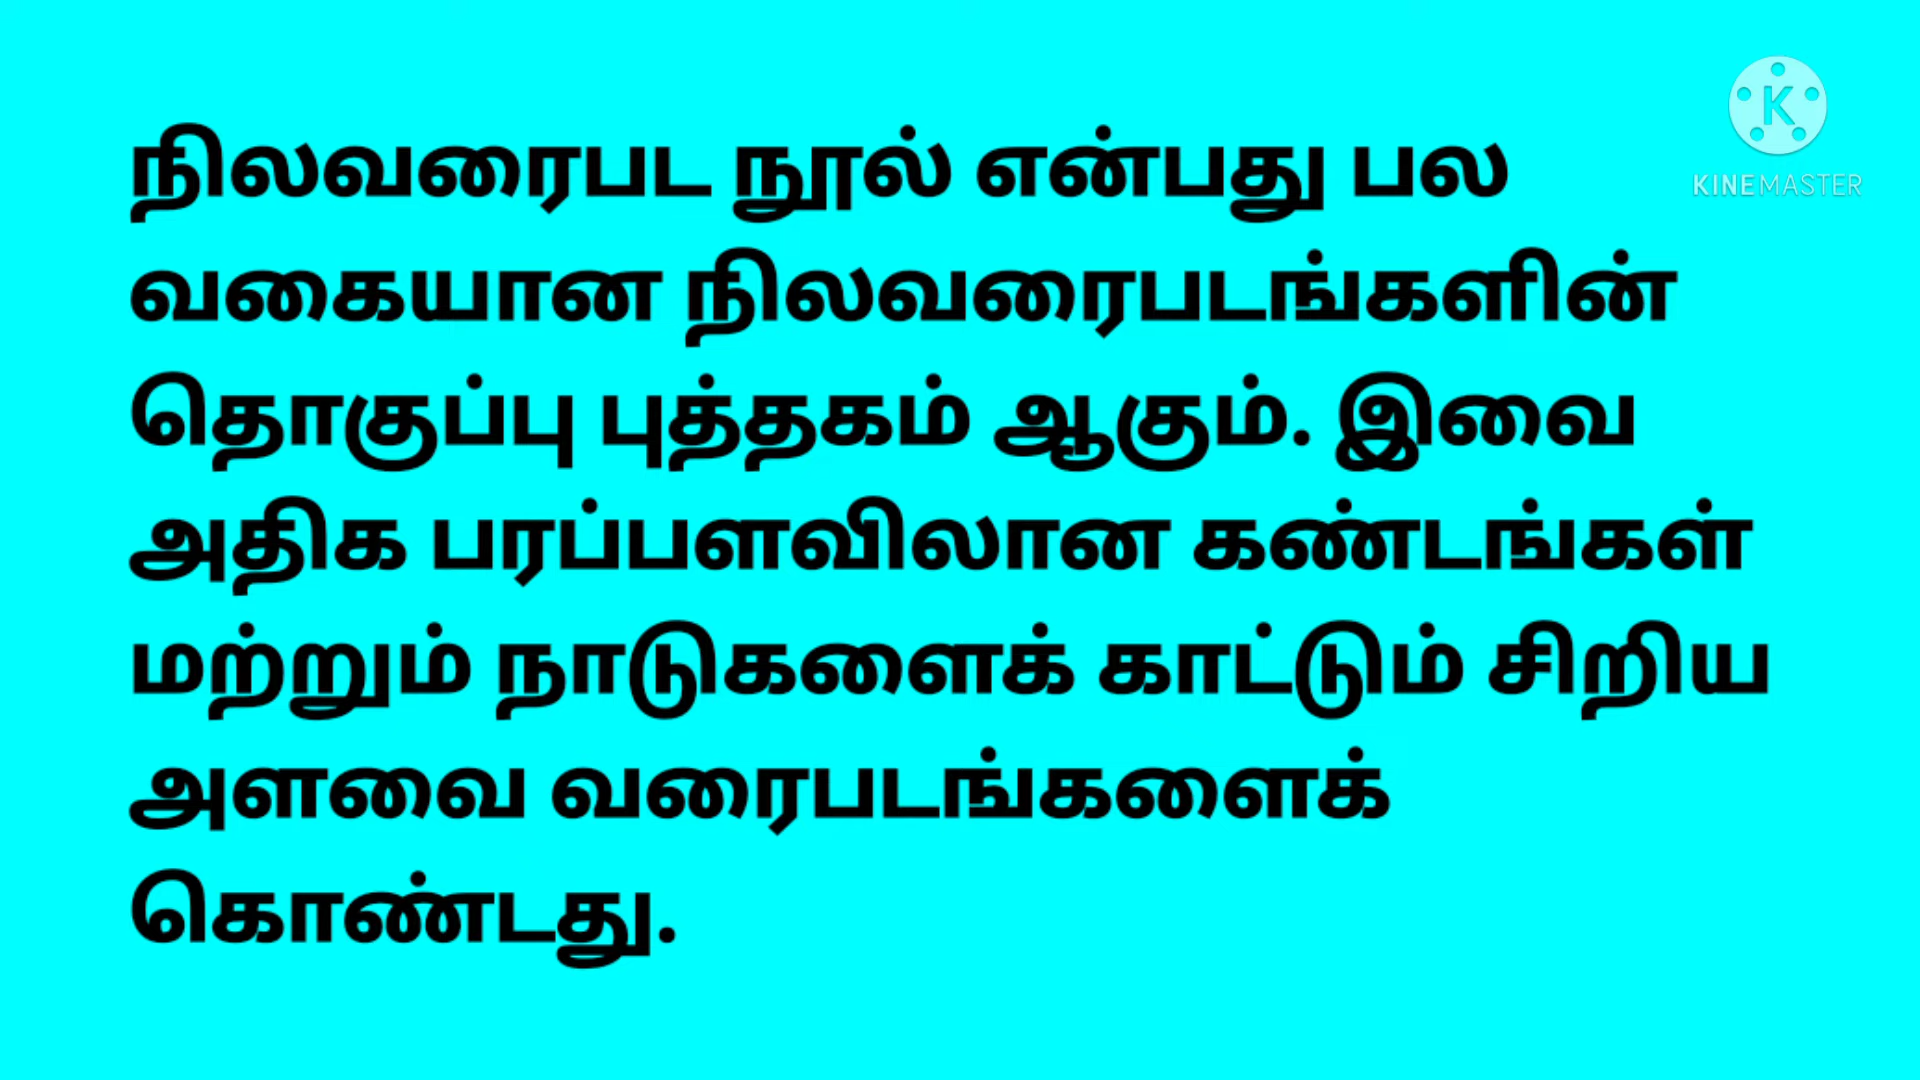 நிலவரைபட நூல் என்பது பல
வகையான நிலவரைபடங்களின்
தொகுப்பு புத்தகம் ஆகும். இவை
அதிக பரப்பளவிலான கண்டங்கள்
மற்றும் நாடுகளைக் காட்டும் சிறிய
அளவை வரைபடங்களைக்
கொண்டது.
K
KINEMASTER